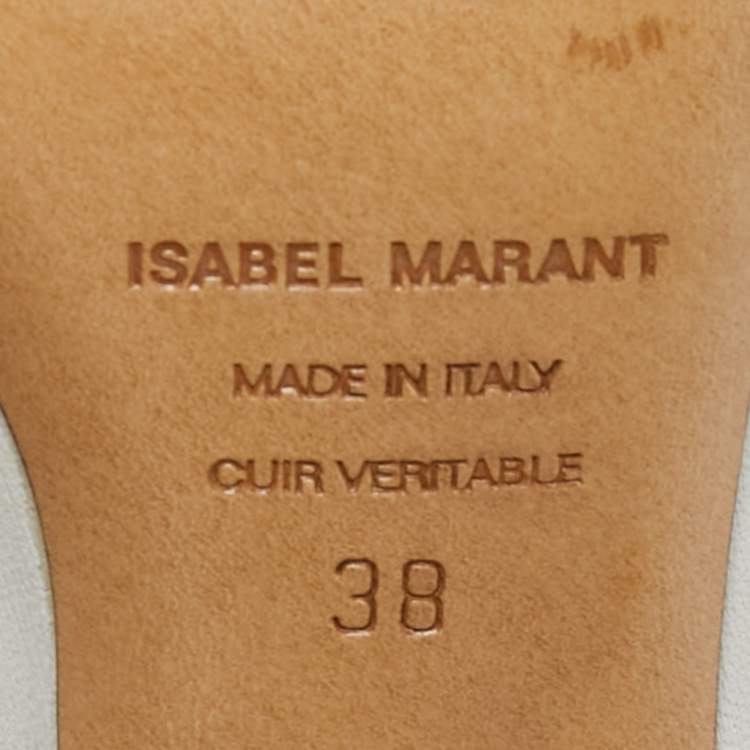 ISABEL MARANT
MADE IN ITALY
CUIR VERITABLE
38